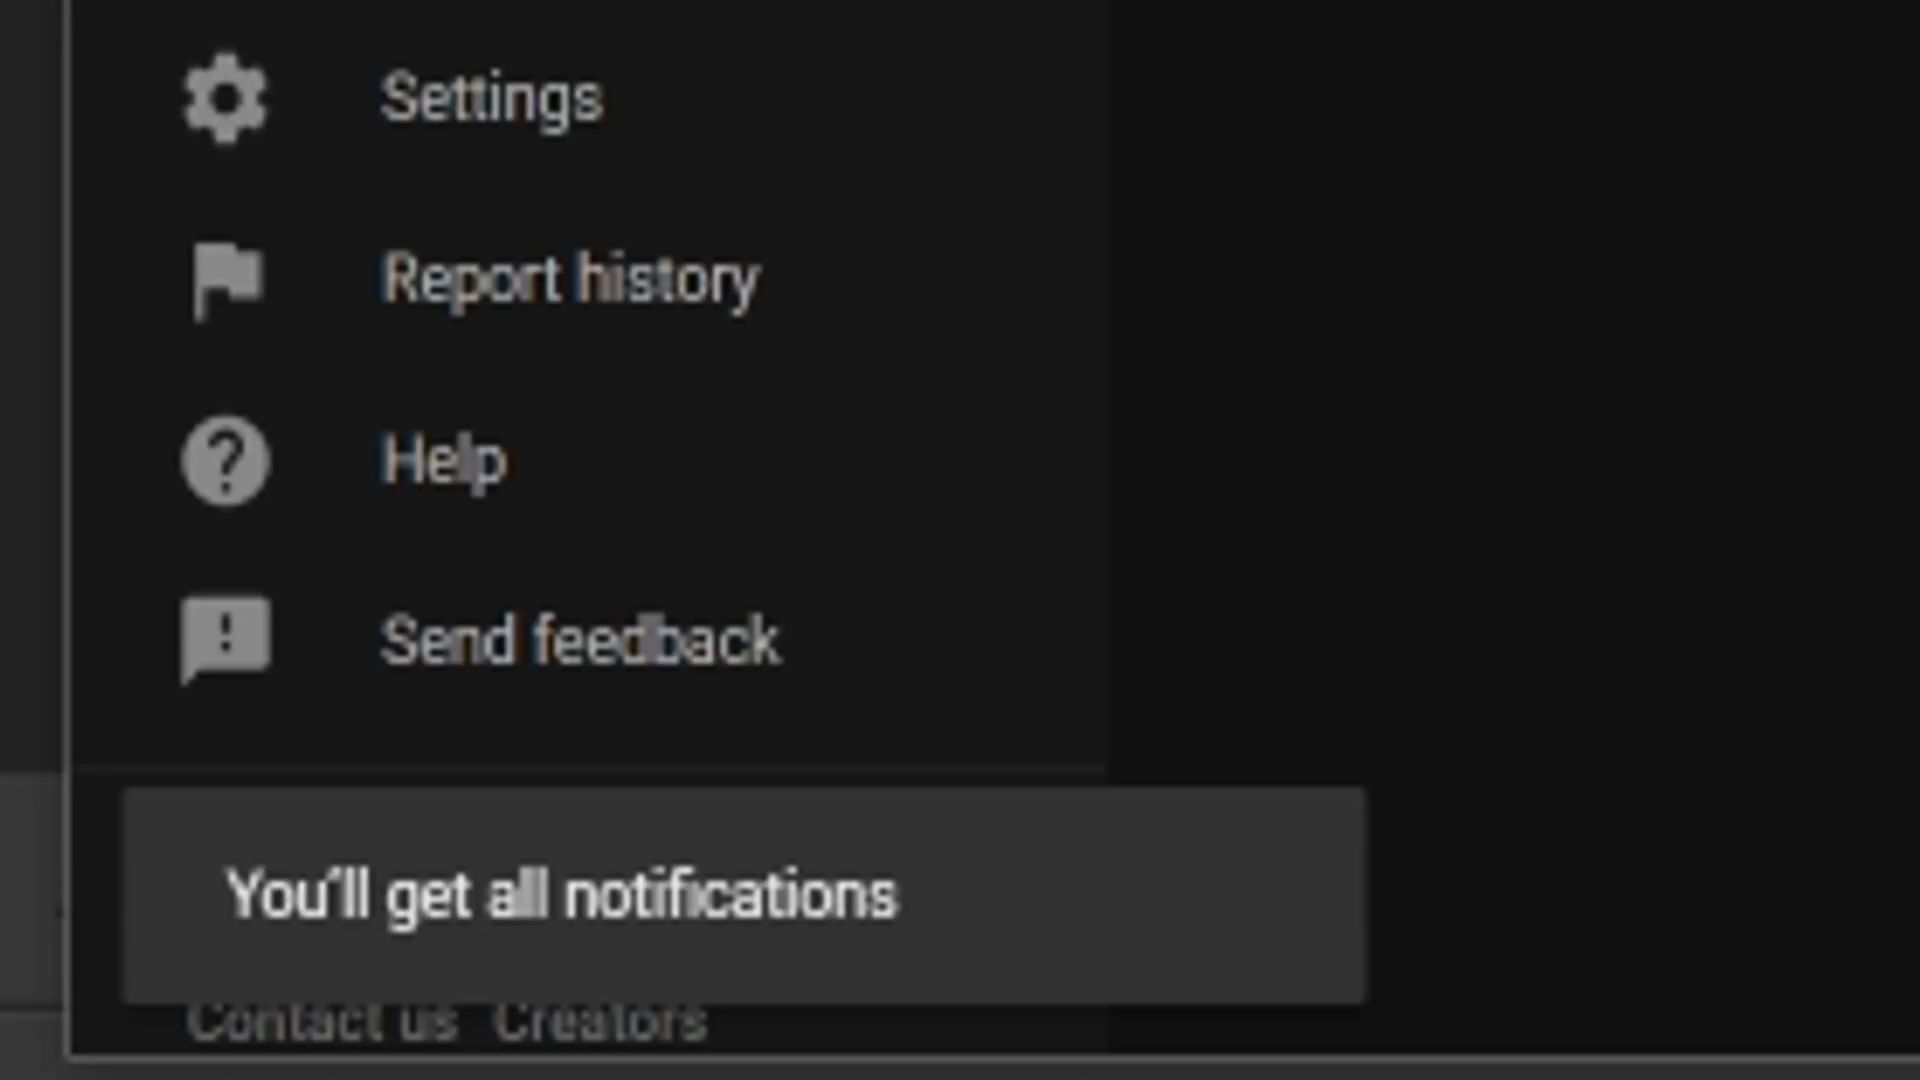 Settings
Report history
Help
Send feedback
You'll get all notifications
Contact us Creators